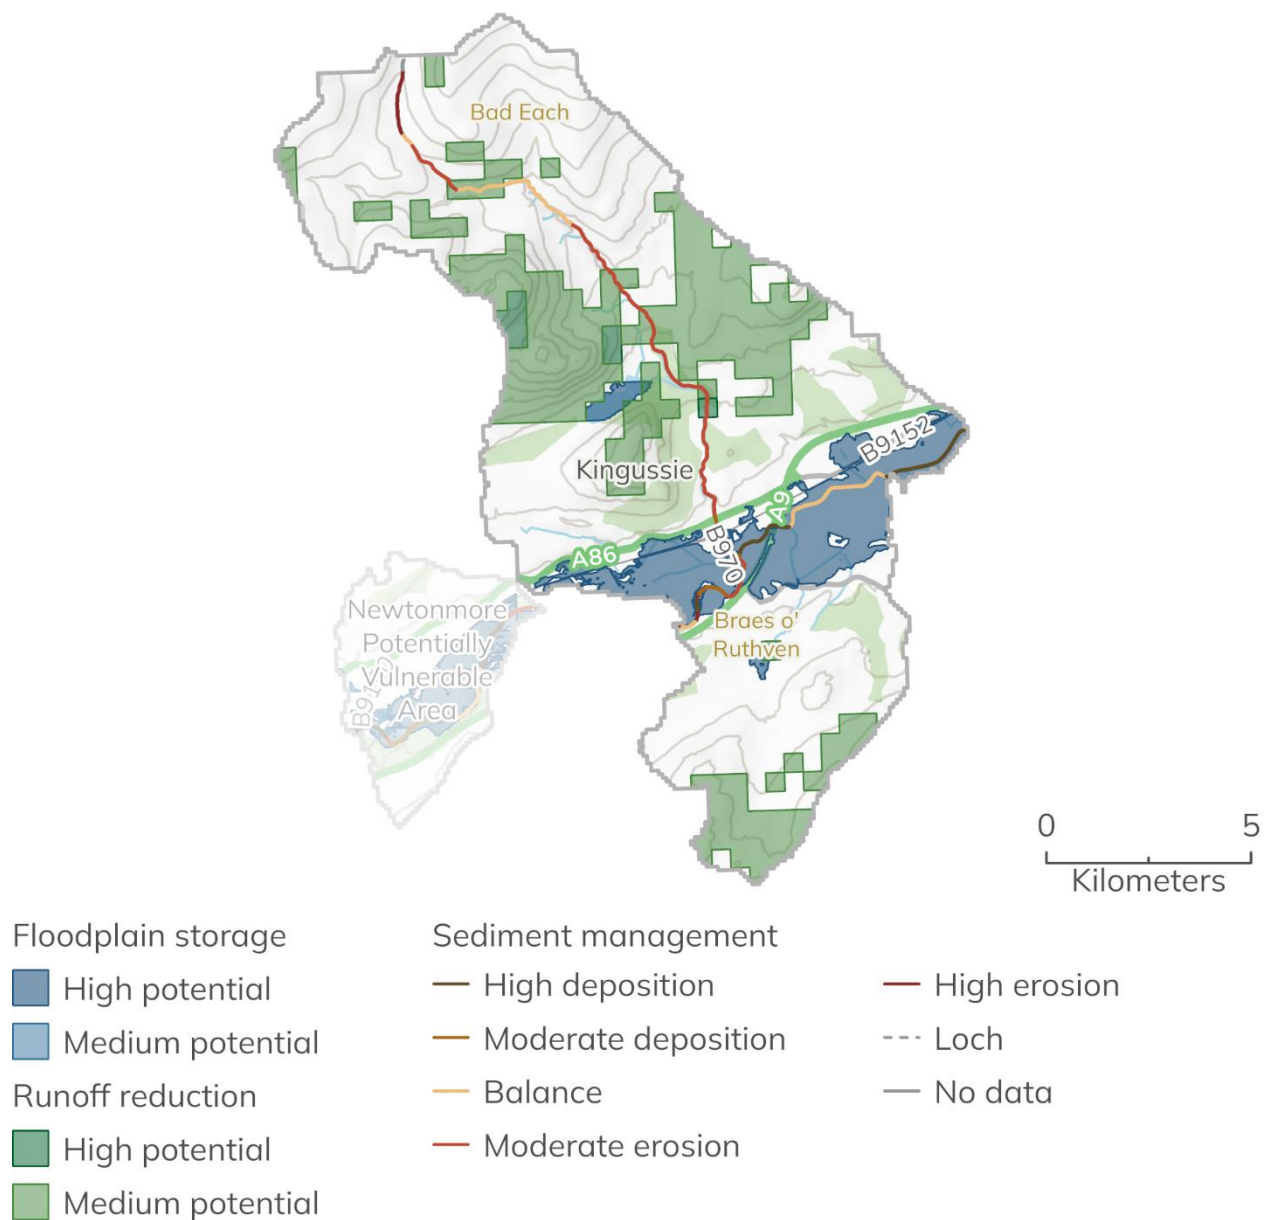 Bad Each
B9152
Kingussie
A9
B970
A86
Newtonmore
Potentially
Vulnerable
Area
Braes o'
Ruthven
0 5
Kilometers
Floodplain storage
High potential
Medium potential
Runoff reduction
High potential
Medium potential
Sediment management
High deposition
Moderate deposition
Balance
Moderate erosion
High erosion
Loch
No data